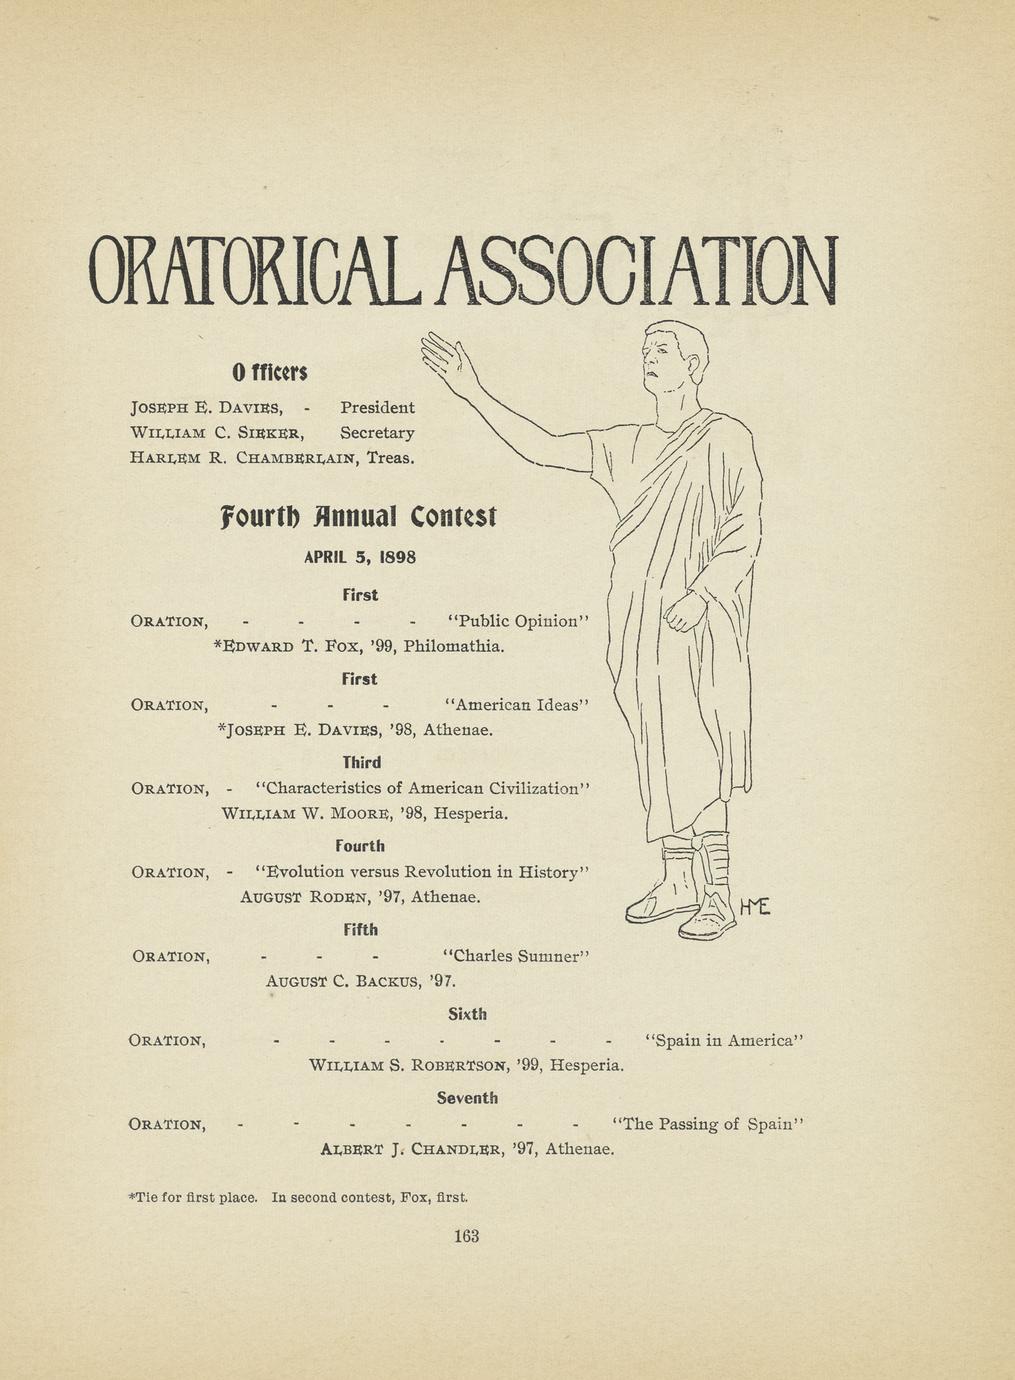 ORATORICAL ASSOCIATION
Officers
JOSEPH E. DAVIES, - President
WILLIAM C. SIEKER, Secretary
HARLEM R. CHAMBERLAIN, Treas.
Fourth Annual Contest
APRIL 5, 1898
First
ORATION, - - - - "Public Opinion"
*EDWARD T. FOX, '99, Philomathia.
First
ORATION, - - - "American Ideas"
*JOSEPH E. DAVIES, '98, Athenae.
Third
ORATION, - "Characteristics of American Civilization"
WILLIAM W. MOORE, '98, Hesperia.
Fourth
ORATION, - "Evolution versus Revolution in History"
AUGUST RODEN, '97, Athenae.
HME
Fifth
ORATION, - - - "Charles Sumner"
AUGUST C. BACKUS, '97.
Sixth
ORATION, - - - - - - - "Spain in America"
WILLIAM S. ROBERTSON, '99, Hesperia.
Seventh
ORATION, - - - - - - - "The Passing of Spain"
ALBERT J. CHANDLER, '97, Athenae.
*Tie for first place. In second contest, Fox, first.
163